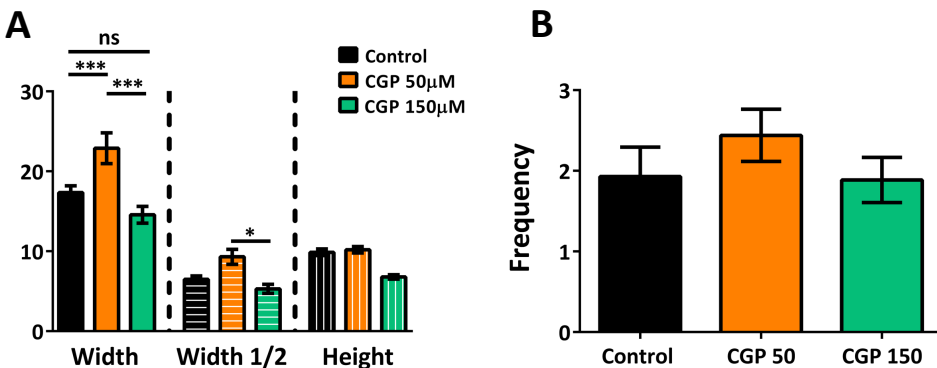 A
ns
***
***
Control
CGP 50μM
CGP 150μM
30
20
10
0
*
Width
Width 1/2
Height
B
Frequency
3
2
1
0
Control
CGP 50
CGP 150